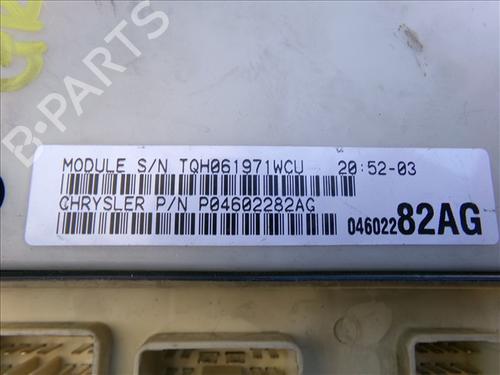 B-PARTS
MODULE S/N TQH061971WCU 20:52-03
CHRYSLER P/N P04602282AG
04602282AG